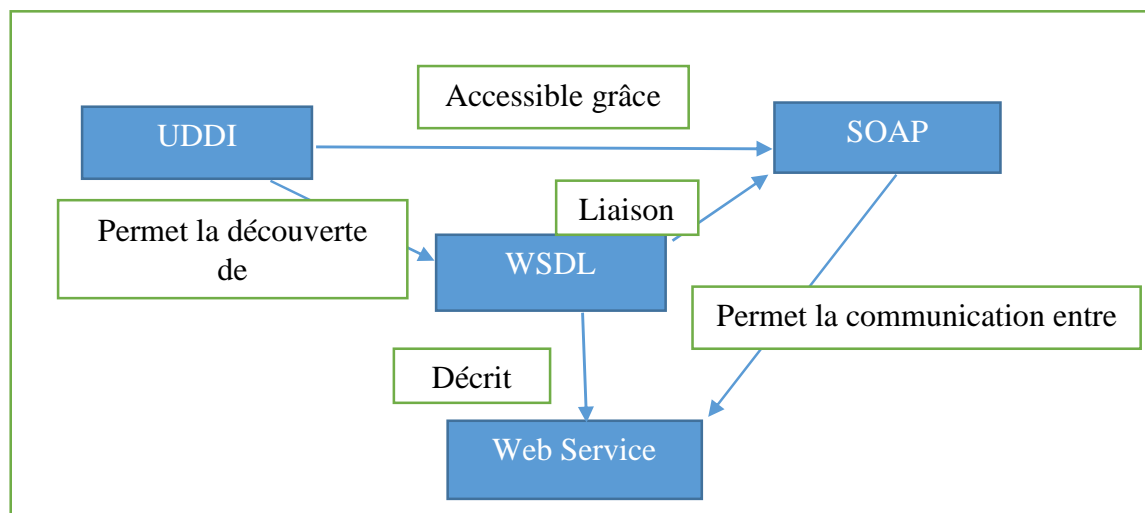 Accessible grâce
UDDI
SOAP
Permet la découverte
de
Liaison
WSDL
Permet la communication entre
Décrit
Web Service